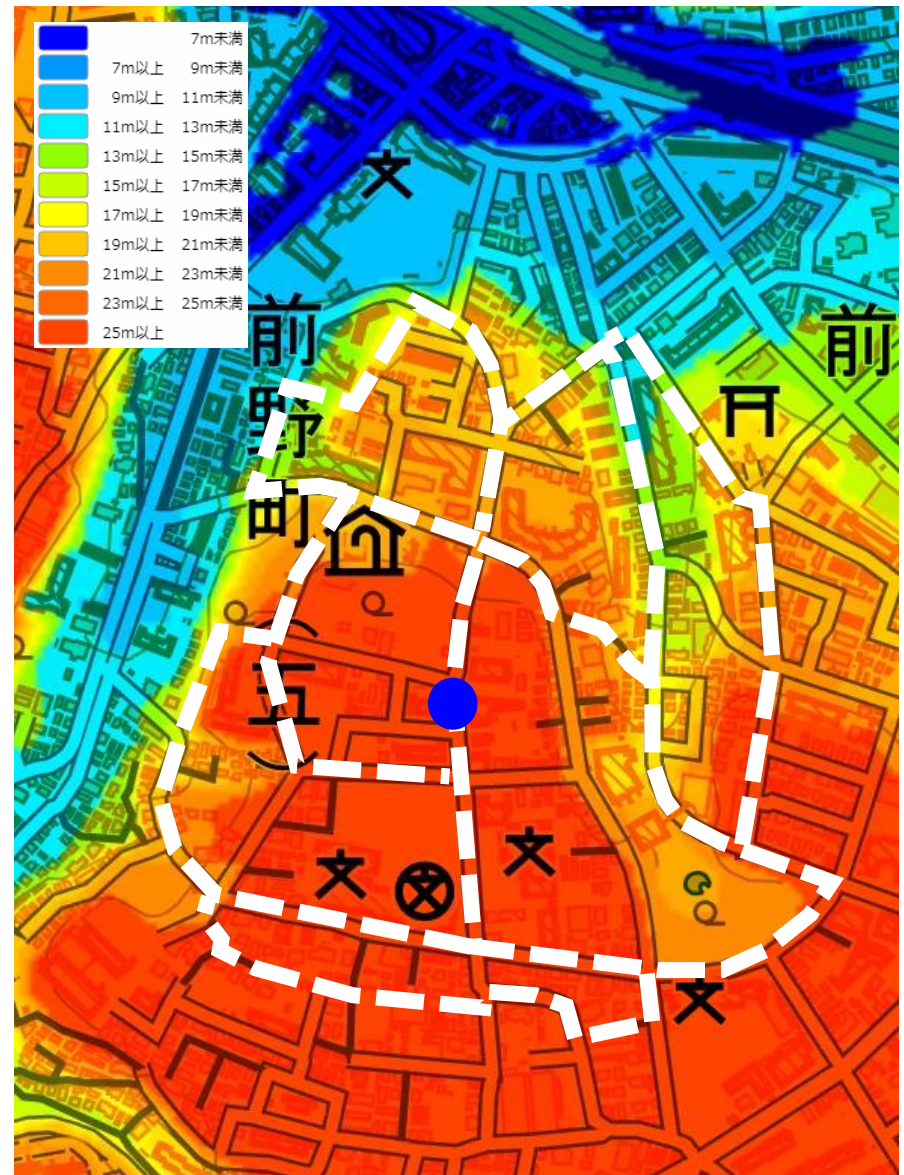 7m未満
7m以上 9m未満
9m以上 11m未満
11m以上 13m未満
13m以上 15m未満
15m以上 17m未満
17m以上 19m未満
19m以上 21m未満
21m以上 23m未満
23m以上 25m未満
25m以上
前野町(五)
前